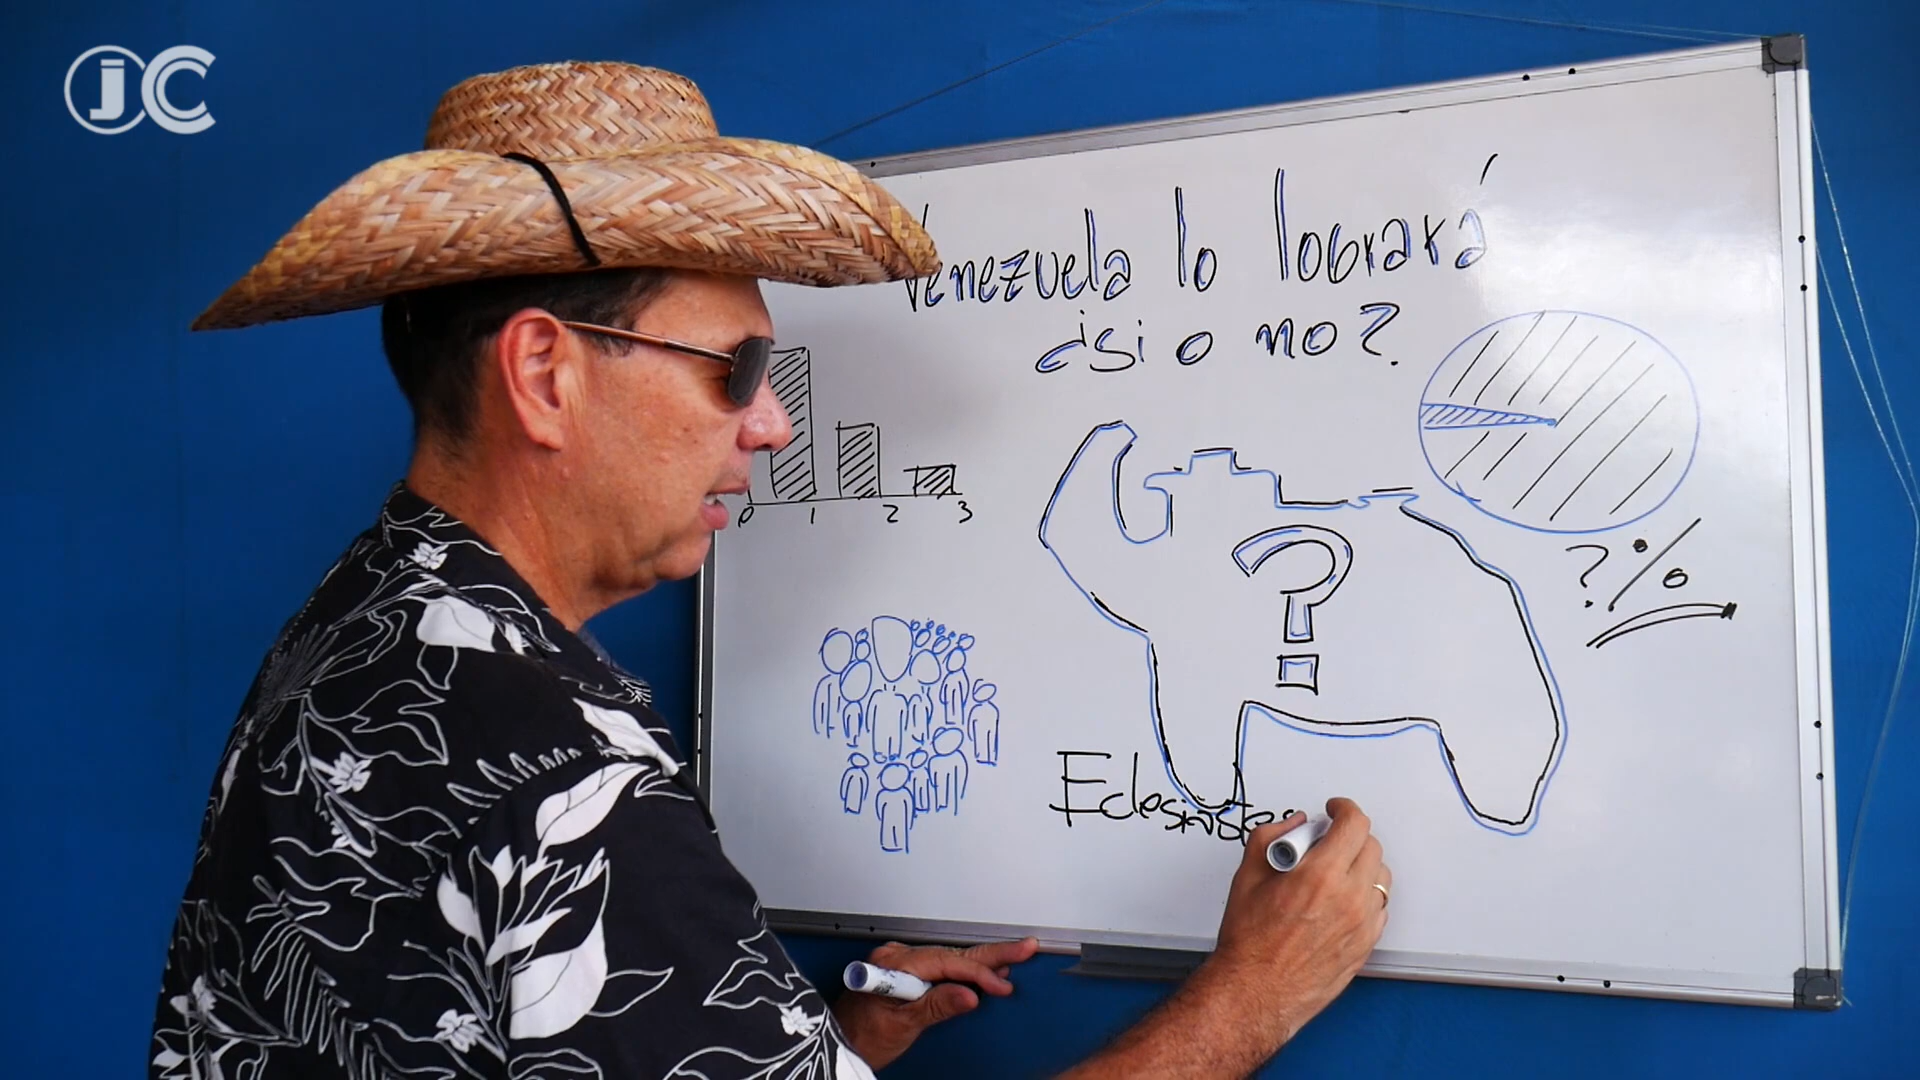 JC
Venezuela lo logrará
¿si o no?
0 1 2 3
?%
?
Eclesiastes